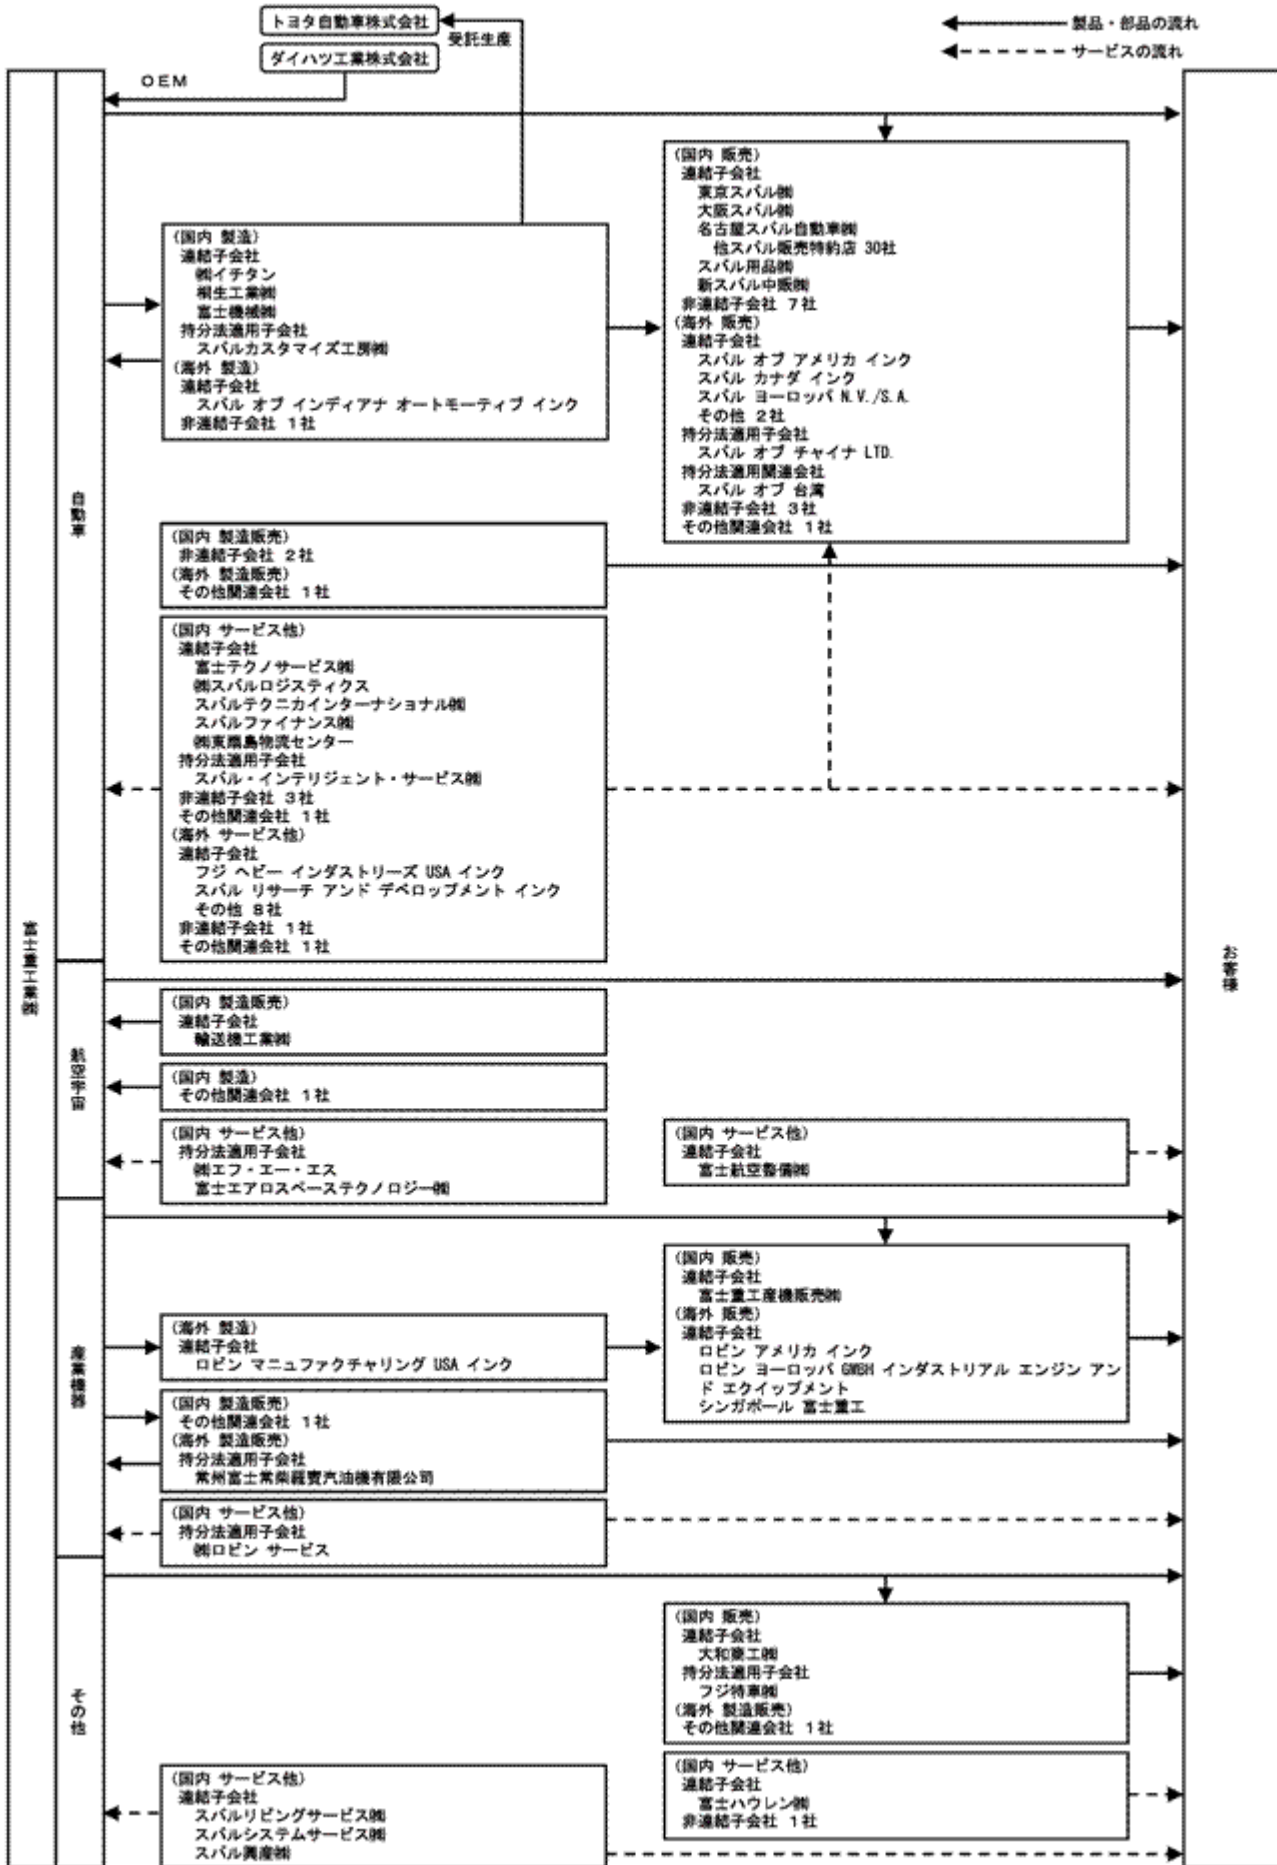 トヨタ自動車株式会社
受託生産
ダイハツ工業株式会社
OEM
製品・部品の流れ
サービスの流れ
富士重工業㈱
お客様
自動車
(国内 製造)
連結子会社
㈱イチタン
桐生工業㈱
富士機械㈱
持分法適用子会社
スバルカスタマイズ工房㈱
(海外 製造)
連結子会社
スバル オブ インディアナ オートモーティブ インク
非連結子会社 1社
(国内 販売)
連結子会社
東京スバル㈱
大阪スバル㈱
名古屋スバル自動車㈱
他スバル販売特約店 30社
スバル用品㈱
新スバル中販㈱
非連結子会社 7社
(海外 販売)
連結子会社
スバル オブ アメリカ インク
スバル カナダ インク
スバル ヨーロッパ N.V./S.A.
その他 2社
持分法適用子会社
スバル オブ チャイナ LTD.
持分法適用関連会社
スバル オブ 台湾
非連結子会社 3社
その他関連会社 1社
(国内 製造販売)
非連結子会社 2社
(海外 製造販売)
その他関連会社 1社
(国内 サービス他)
連結子会社
富士テクノサービス㈱
㈱スバルロジスティクス
スバルテクニカインターナショナル㈱
スバルファイナンス㈱
㈱東扇島物流センター
持分法適用子会社
スバル・インテリジェント・サービス㈱
非連結子会社 3社
その他関連会社 1社
(海外 サービス他)
連結子会社
フジ ヘビー インダストリーズ USA インク
スバル リサーチ アンド デベロップメント インク
その他 8社
非連結子会社 1社
その他関連会社 1社
航空宇宙
(国内 製造販売)
連結子会社
輸送機工業㈱
(国内 製造)
その他関連会社 1社
(国内 サービス他)
持分法適用子会社
㈱エフ・エー・エス
富士エアロスペーステクノロジー㈱
(国内 サービス他)
連結子会社
富士航空整備㈱
産業機器
(海外 製造)
連結子会社
ロビン マニュファクチャリング USA インク
(国内 販売)
連結子会社
富士重工産機販売㈱
(海外 販売)
連結子会社
ロビン アメリカ インク
ロビン ヨーロッパ GMBH インダストリアル エンジン アン
ド エクイップメント
シンガポール 富士重工
(国内 製造販売)
その他関連会社 1社
(海外 製造販売)
持分法適用子会社
常州富士常柴羅賓汽油機有限公司
(国内 サービス他)
持分法適用子会社
㈱ロビン サービス
その他
(国内 販売)
連結子会社
大和商工㈱
持分法適用子会社
フジ特車㈱
(海外 製造販売)
その他関連会社 1社
(国内 サービス他)
連結子会社
富士ハウレン㈱
非連結子会社 1社
(国内 サービス他)
連結子会社
スバルリビングサービス㈱
スバルシステムサービス㈱
スバル興産㈱